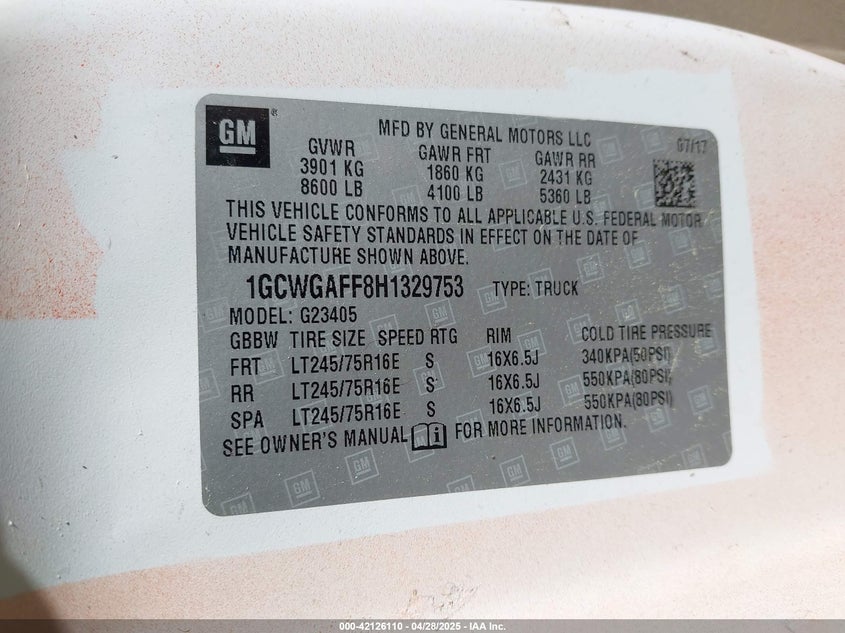 GM ®
MFD BY GENERAL MOTORS LLC 07/17
GVWR GAWR FRT GAWR RR
3901 KG 1860 KG 2431 KG
8600 LB 4100 LB 5360 LB
THIS VEHICLE CONFORMS TO ALL APPLICABLE U.S. FEDERAL MOTOR
VEHICLE SAFETY STANDARDS IN EFFECT ON THE DATE OF
MANUFACTURE SHOWN ABOVE.
1GCWGAFF8H1329753 TYPE: TRUCK
MODEL: G23405
GBBW TIRE SIZE SPEED RTG RIM COLD TIRE PRESSURE
FRT LT245/75R16E S 16X6.5J 340KPA(50PSI)
RR LT245/75R16E S 16X6.5J 550KPA(80PSI)
SPA LT245/75R16E S 16X6.5J 550KPA(80PSI)
SEE OWNER'S MANUAL FOR MORE INFORMATION.
000-42126110 - 04/28/2025 - © IAA Inc.